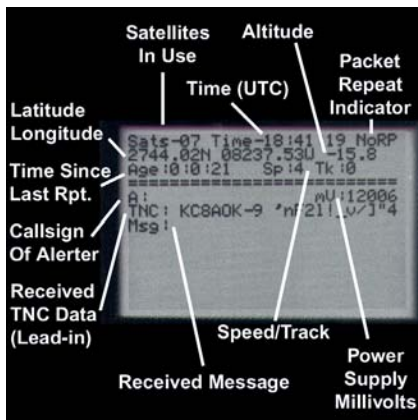 Satellites
In Use
Altitude
Time (UTC)
Packet
Repeat
Indicator
Latitude
Longitude
Time Since
Last Rpt.
Callsign
Of Alerter
Received
TNC Data
(Lead-in)
Sats-07 Time-18:41 19 NoRP
2744.02N 08237.53W -15.8
Age:0:0:21 Sp:4 Tk:0
==============================
A: mV:12006
TNC: KC8AOK-9
Msg:
Speed/Track
Received Message
Power
Supply
Millivolts